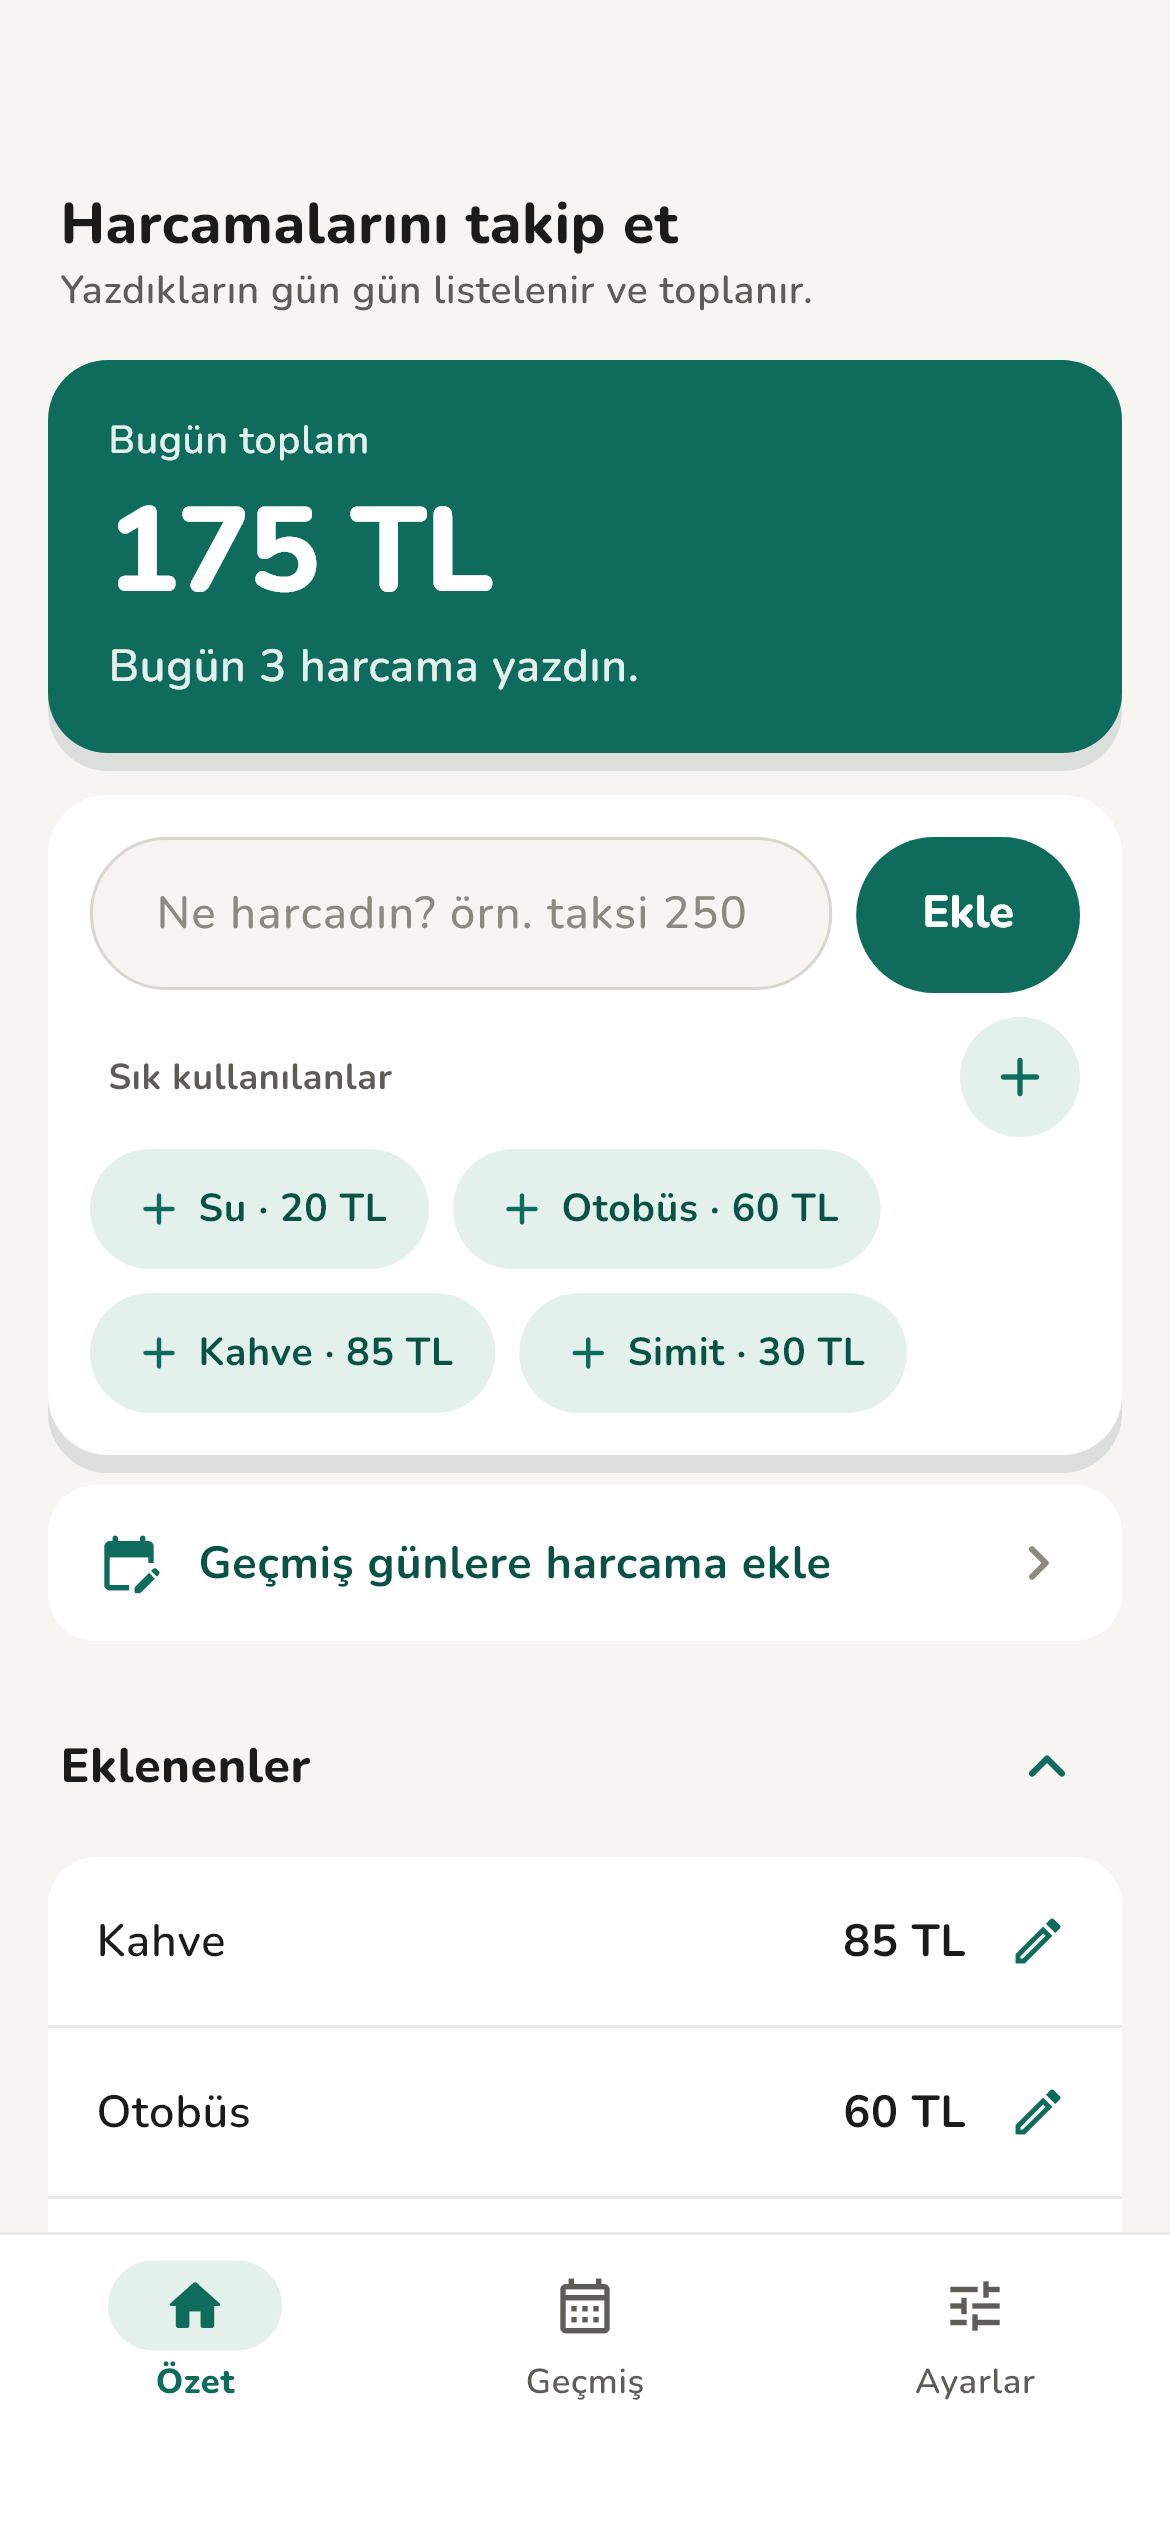 Harcamalarını takip et
Yazdıkların gün gün listelenir ve toplanır.
Bugün toplam
175 TL
Bugün 3 harcama yazdın.
Ne harcadın? örn. taksi 250
Ekle
Sık kullanılanlar
Su · 20 TL
Otobüs · 60 TL
Kahve · 85 TL
Simit · 30 TL
Geçmiş günlere harcama ekle
Eklenenler
Kahve 85 TL
Otobüs 60 TL
Özet
Geçmiş
Ayarlar